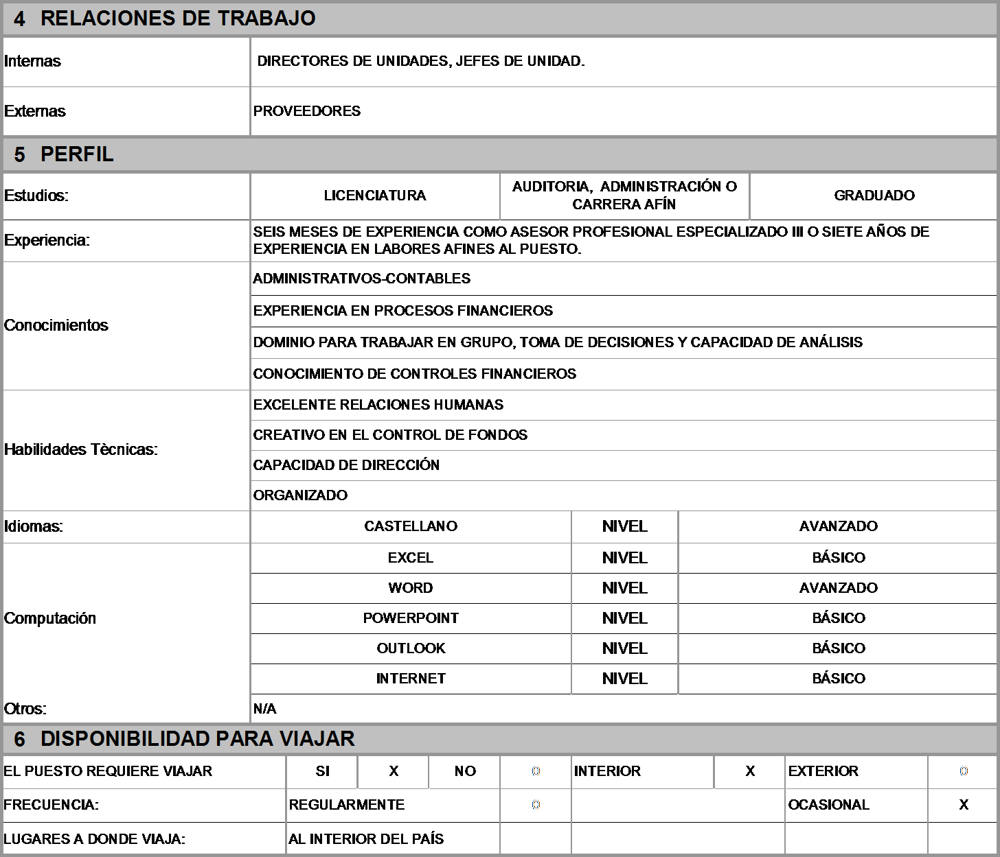 4 RELACIONES DE TRABAJO
Internas DIRECTORES DE UNIDADES, JEFES DE UNIDAD.
Externas PROVEEDORES
5 PERFIL
Estudios: LICENCIATURA AUDITORIA, ADMINISTRACIÓN O CARRERA AFÍN GRADUADO
Experiencia: SEIS MESES DE EXPERIENCIA COMO ASESOR PROFESIONAL ESPECIALIZADO III O SIETE AÑOS DE
EXPERIENCIA EN LABORES AFINES AL PUESTO.
Conocimientos
ADMINISTRATIVOS-CONTABLES
EXPERIENCIA EN PROCESOS FINANCIEROS
DOMINIO PARA TRABAJAR EN GRUPO, TOMA DE DECISIONES Y CAPACIDAD DE ANÁLISIS
CONOCIMIENTO DE CONTROLES FINANCIEROS
Habilidades Tècnicas:
EXCELENTE RELACIONES HUMANAS
CREATIVO EN EL CONTROL DE FONDOS
CAPACIDAD DE DIRECCIÓN
ORGANIZADO
Idiomas: CASTELLANO NIVEL AVANZADO
Computación
EXCEL NIVEL BÁSICO
WORD NIVEL AVANZADO
POWERPOINT NIVEL BÁSICO
OUTLOOK NIVEL BÁSICO
INTERNET NIVEL BÁSICO
Otros: N/A
6 DISPONIBILIDAD PARA VIAJAR
EL PUESTO REQUIERE VIAJAR SI X NO 0 INTERIOR X EXTERIOR 0
FRECUENCIA: REGULARMENTE 0 OCASIONAL X
LUGARES A DONDE VIAJA: AL INTERIOR DEL PAÍS